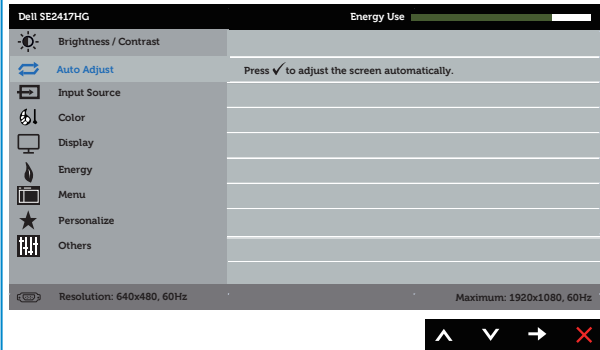 Dell SE2417HG Energy Use
Brightness / Contrast
Auto Adjust Press ✓ to adjust the screen automatically.
Input Source
Color
Display
Energy
Menu
Personalize
Others
Resolution: 640x480, 60Hz Maximum: 1920x1080, 60Hz